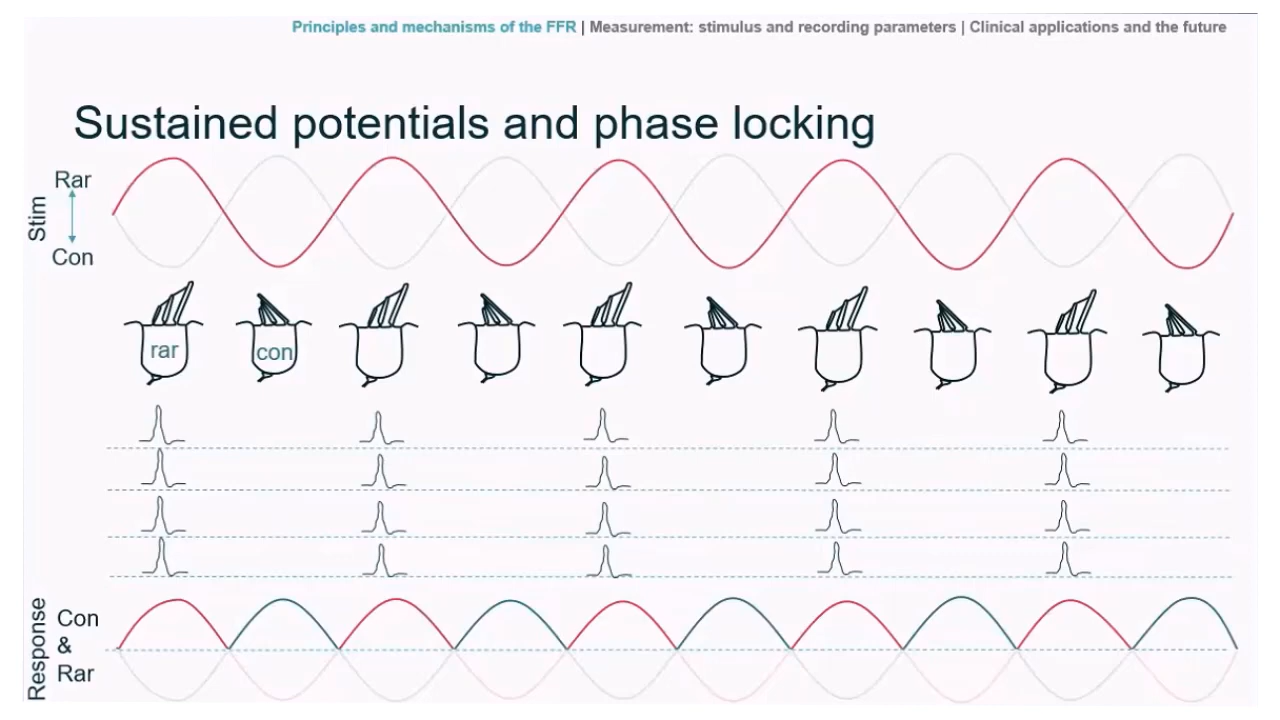 Principles and mechanisms of the FFR | Measurement: stimulus and recording parameters | Clinical applications and the future
Sustained potentials and phase locking
Stim
Rar
Con
rar
con
Response
Con
&
Rar